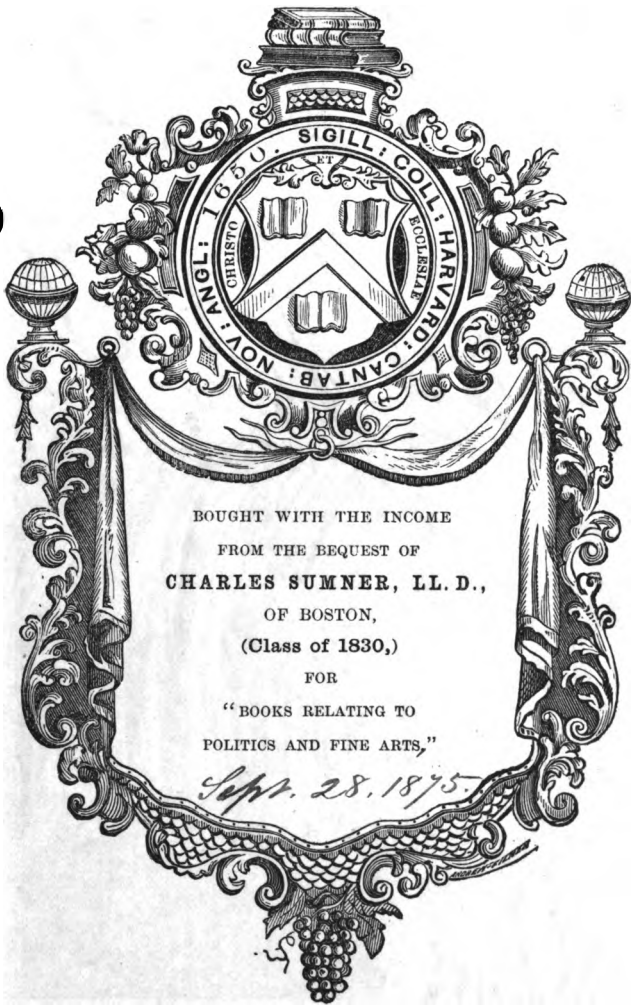 SIGILL: COLL: HARVARD: CANTAB: NOV: ANGL: 1650.
ET
CHRISTO
ECCLESIAE
BOUGHT WITH THE INCOME
FROM THE BEQUEST OF
CHARLES SUMNER, LL. D.,
OF BOSTON,
(Class of 1830,)
FOR
"BOOKS RELATING TO
POLITICS AND FINE ARTS,"
Sept. 28. 1875.